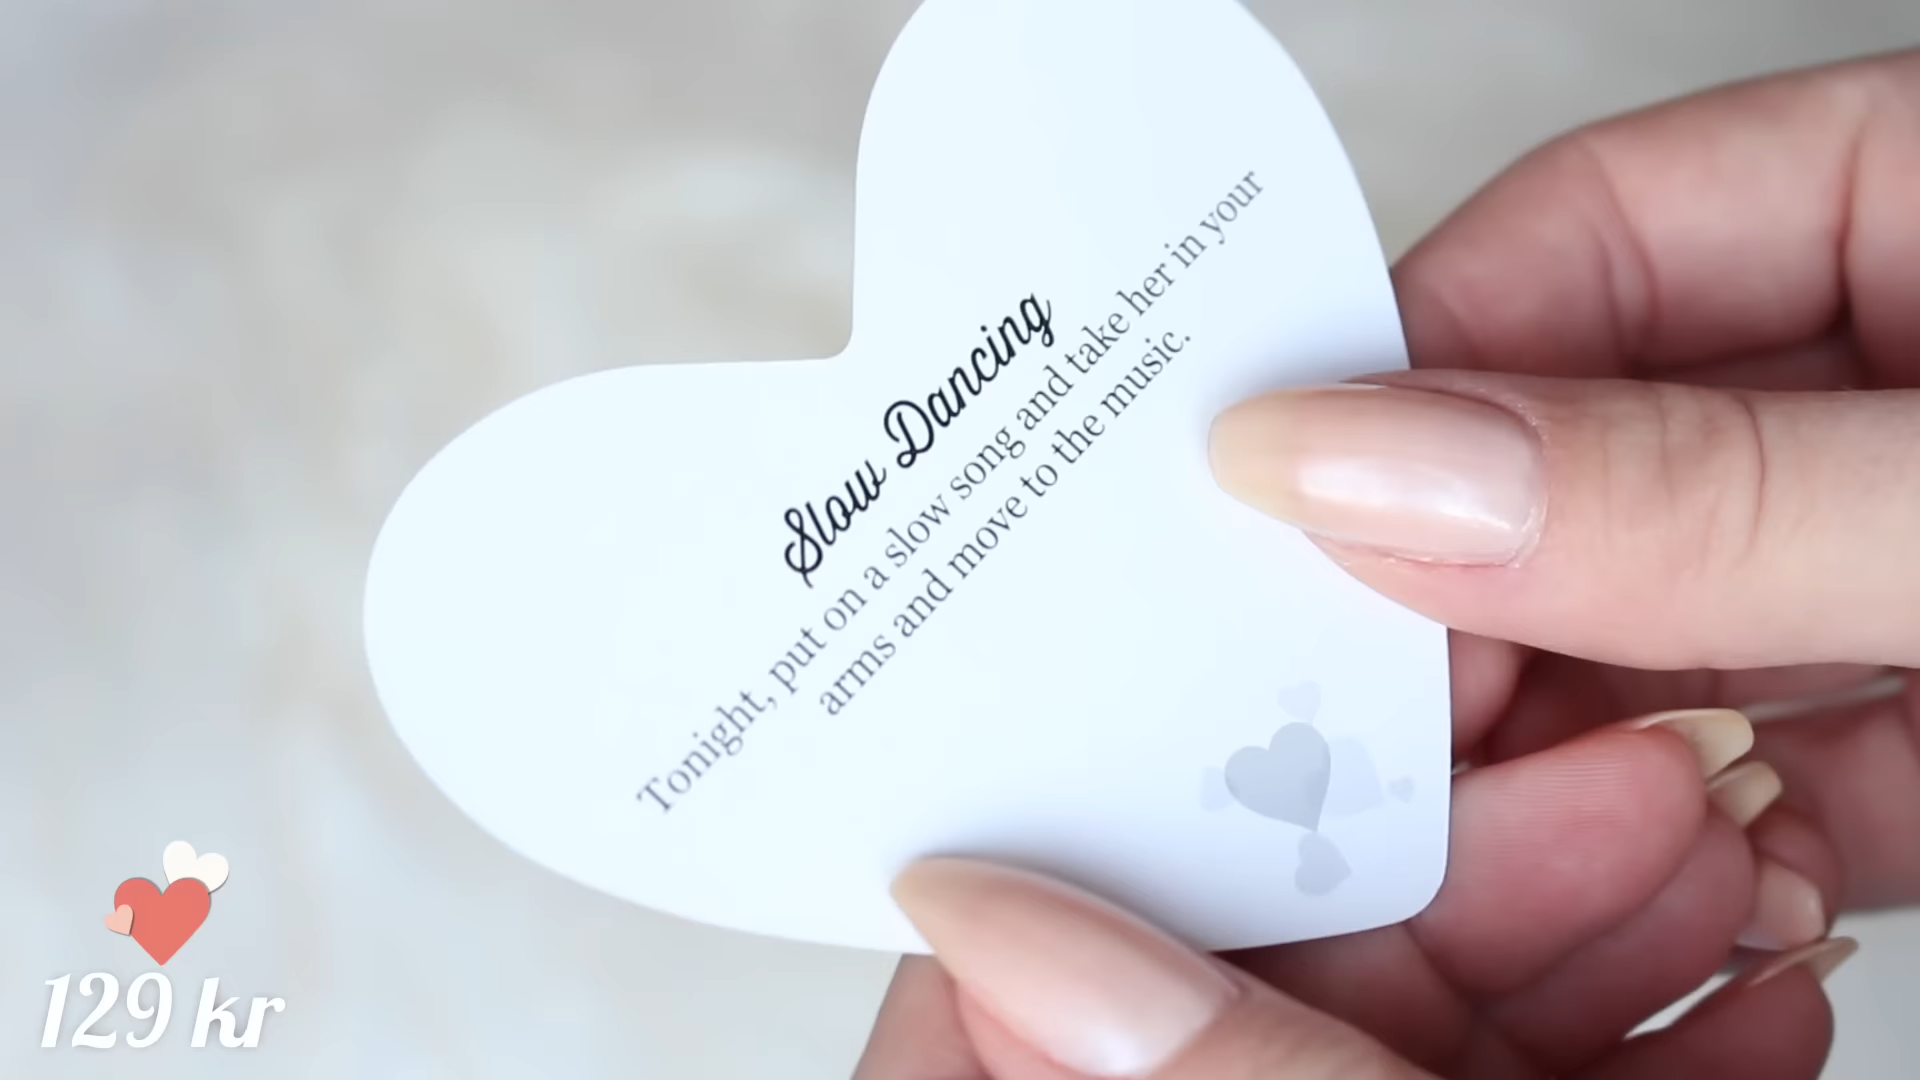 Slow Dancing
Tonight, put on a slow song and take her in your
arms and move to the music.
129 kr